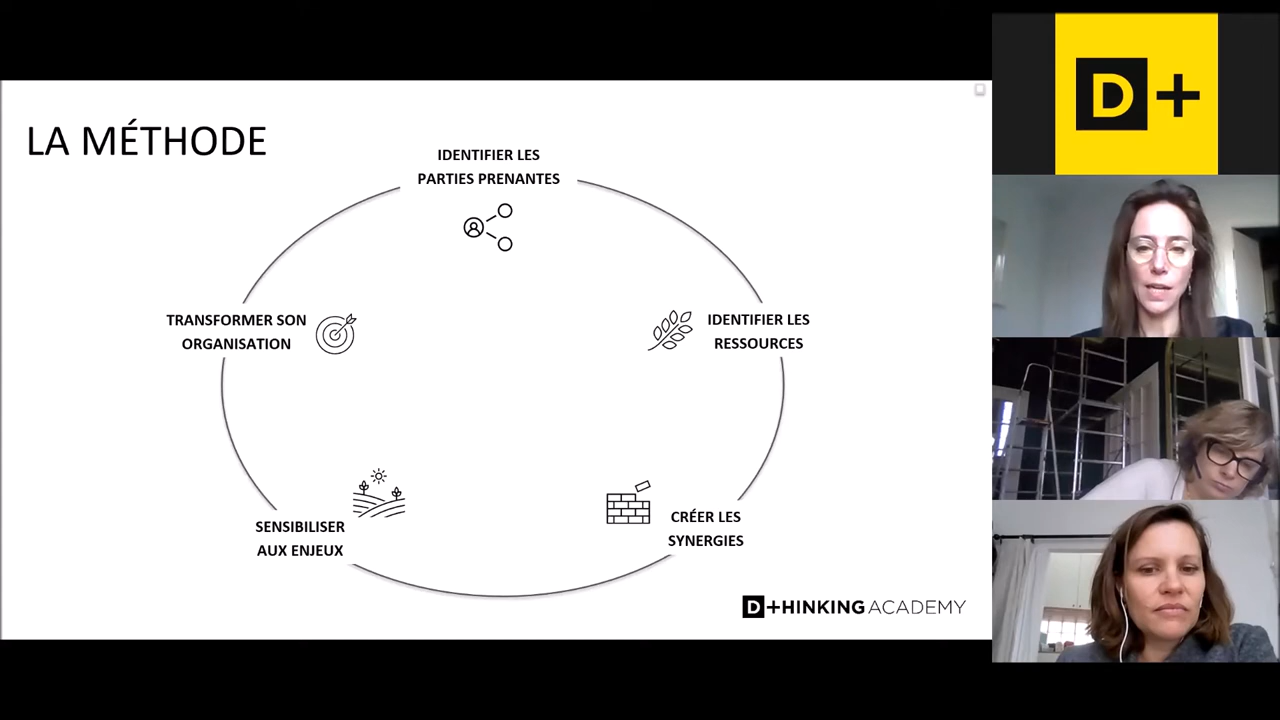 LA MÉTHODE
IDENTIFIER LES
PARTIES PRENANTES
TRANSFORMER SON
ORGANISATION
IDENTIFIER LES
RESSOURCES
SENSIBILISER
AUX ENJEUX
CRÉER LES
SYNERGIES
D+HINKING ACADEMY
D+